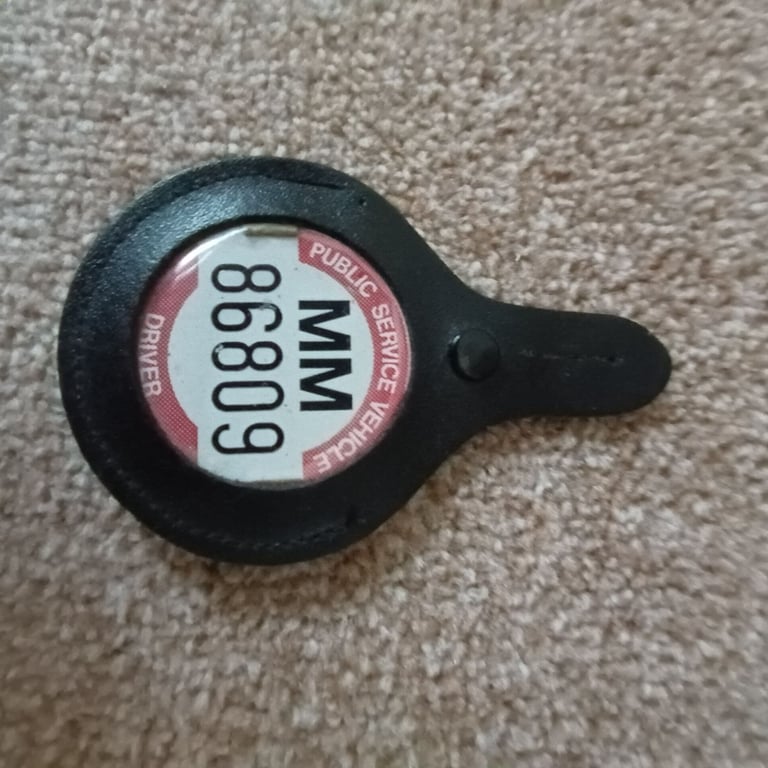 PUBLIC SERVICE VEHICLE
MM
86809
DRIVER